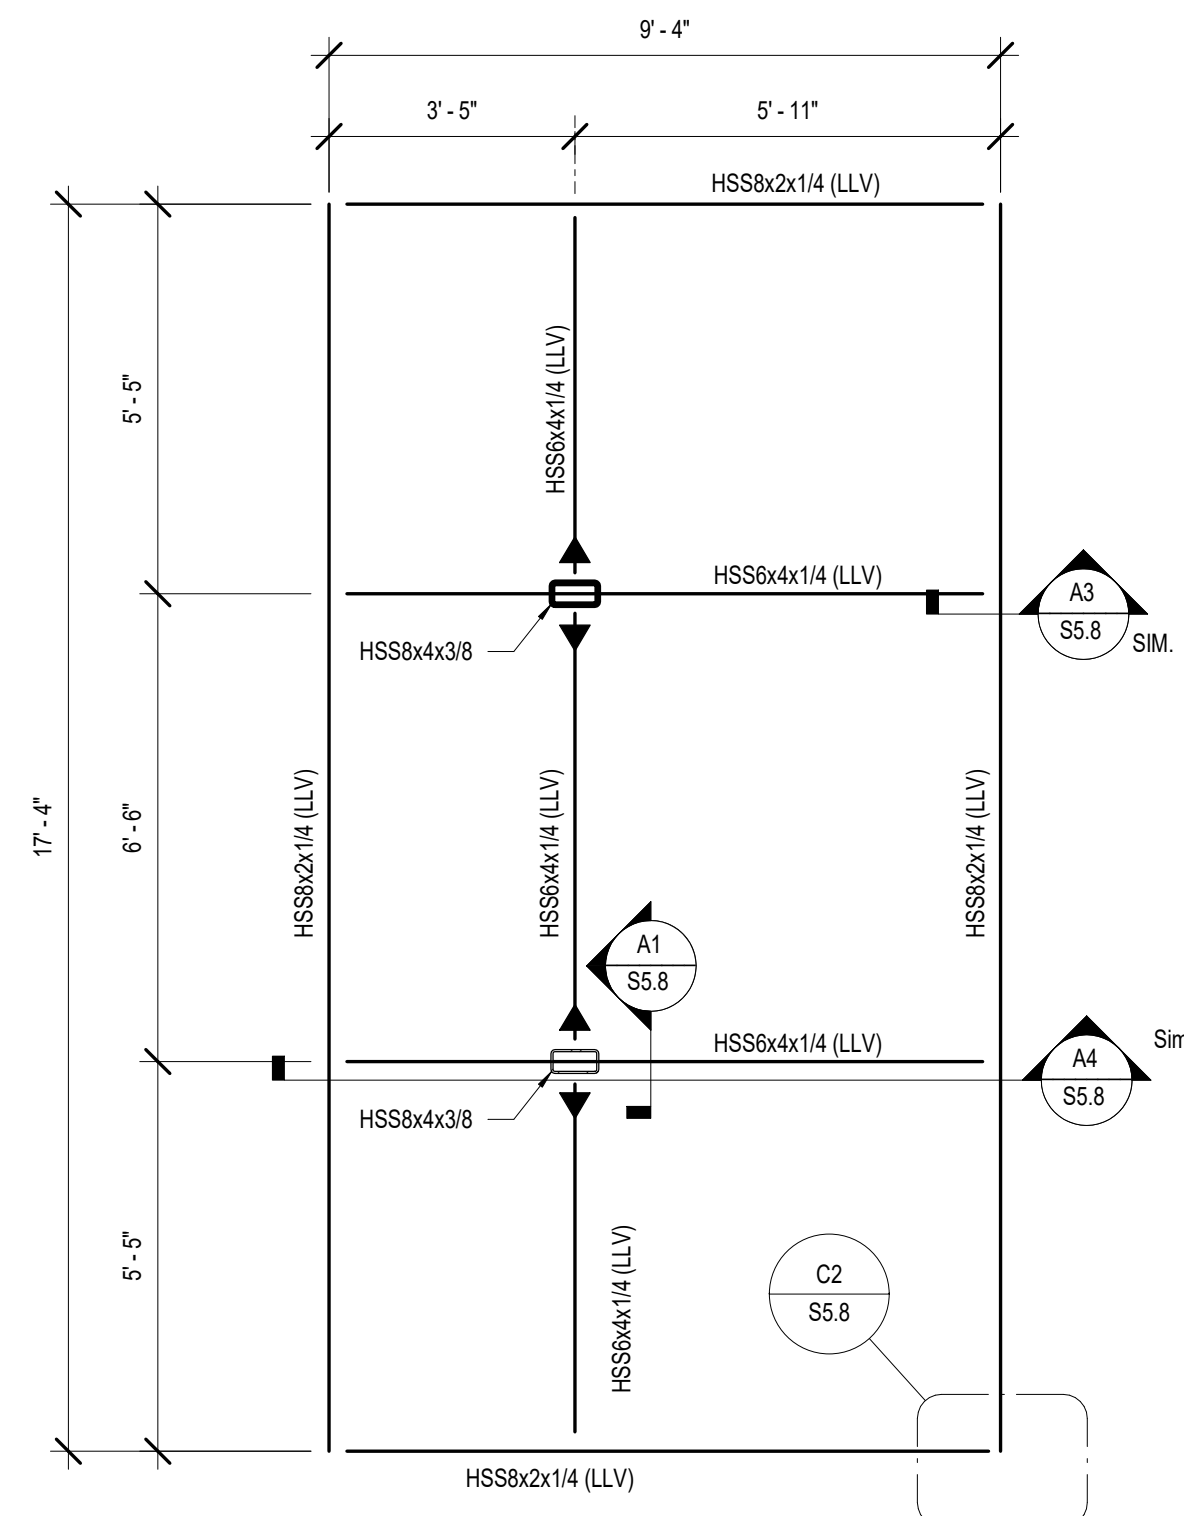 9' - 4"
3' - 5"
5' - 11"
HSS8x2x1/4 (LLV)
5' - 5"
HSS6x4x1/4 (LLV)
HSS6x4x1/4 (LLV)
A3
S5.8
SIM.
HSS8x4x3/8
17' - 4"
6' - 6"
HSS8x2x1/4 (LLV)
HSS6x4x1/4 (LLV)
HSS8x2x1/4 (LLV)
A1
S5.8
HSS6x4x1/4 (LLV)
Sim
A4
S5.8
HSS8x4x3/8
5' - 5"
HSS6x4x1/4 (LLV)
C2
S5.8
HSS8x2x1/4 (LLV)